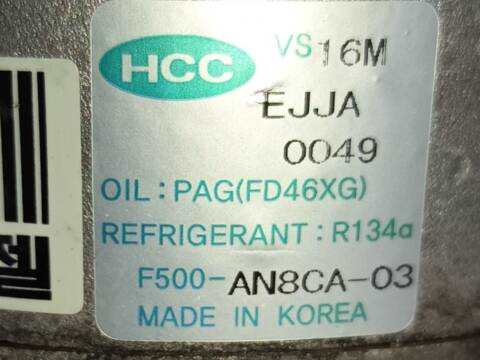 HCC VS16M
EJJA
0049
OIL : PAG(FD46XG)
REFRIGERANT : R134a
F500-AN8CA-03
MADE IN KOREA